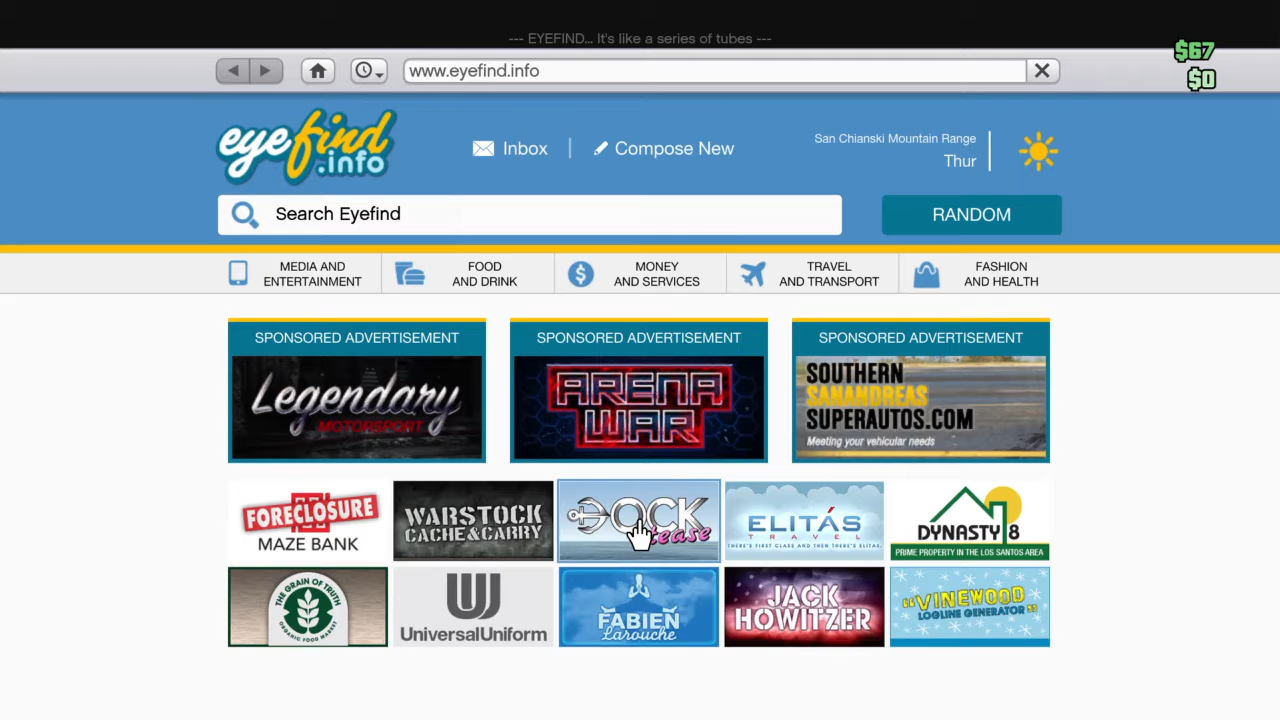 --- EYEFIND... It's like a series of tubes ---
$67
www.eyefind.info
$0
eyefind
.info
Inbox
Compose New
San Chianski Mountain Range
Thur
Search Eyefind
RANDOM
MEDIA AND
ENTERTAINMENT
FOOD
AND DRINK
MONEY
AND SERVICES
TRAVEL
AND TRANSPORT
FASHION
AND HEALTH
SPONSORED ADVERTISEMENT
Legendary
MOTORSPORT
SPONSORED ADVERTISEMENT
ARENA
WAR
SPONSORED ADVERTISEMENT
SOUTHERN
SANANDREAS
SUPERAUTOS.COM
Meeting your vehicular needs
FORECLOSURE
MAZE BANK
WARSTOCK
CACHE&CARRY
DOCK
tease
ELITÁS
TRAVEL
THERE'S FIRST CLASS AND THEN THERE'S ELITAS.
DYNASTY 8
PRIME PROPERTY IN THE LOS SANTOS AREA
THE GRAIN OF TRUTH
ORGANIC FOOD MARKET
UniversalUniform
FABIEN
Larouche
JACK
HOWITZER
"VINEWOOD
LOGLINE GENERATOR"